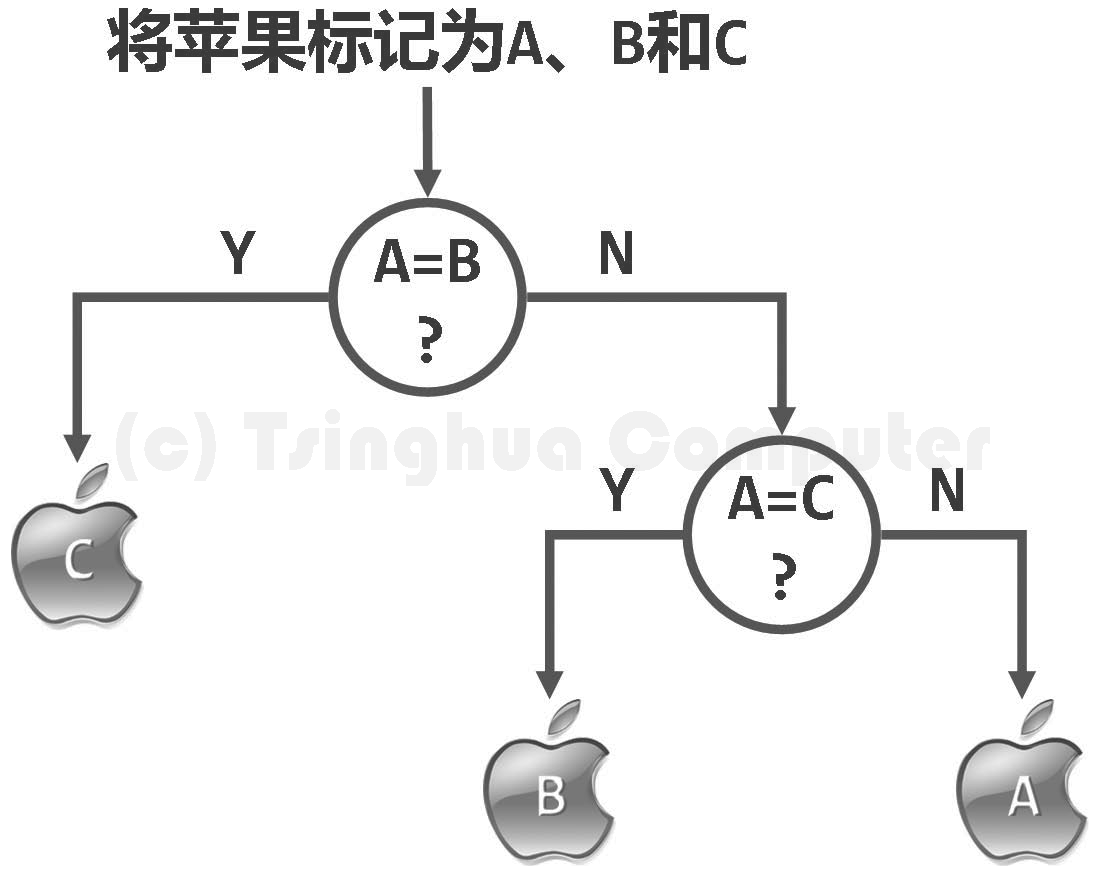 将苹果标记为A、B和C
Y
A=B
?
N
(c) Tsinghua Computer
C
Y
A=C
?
N
B
A